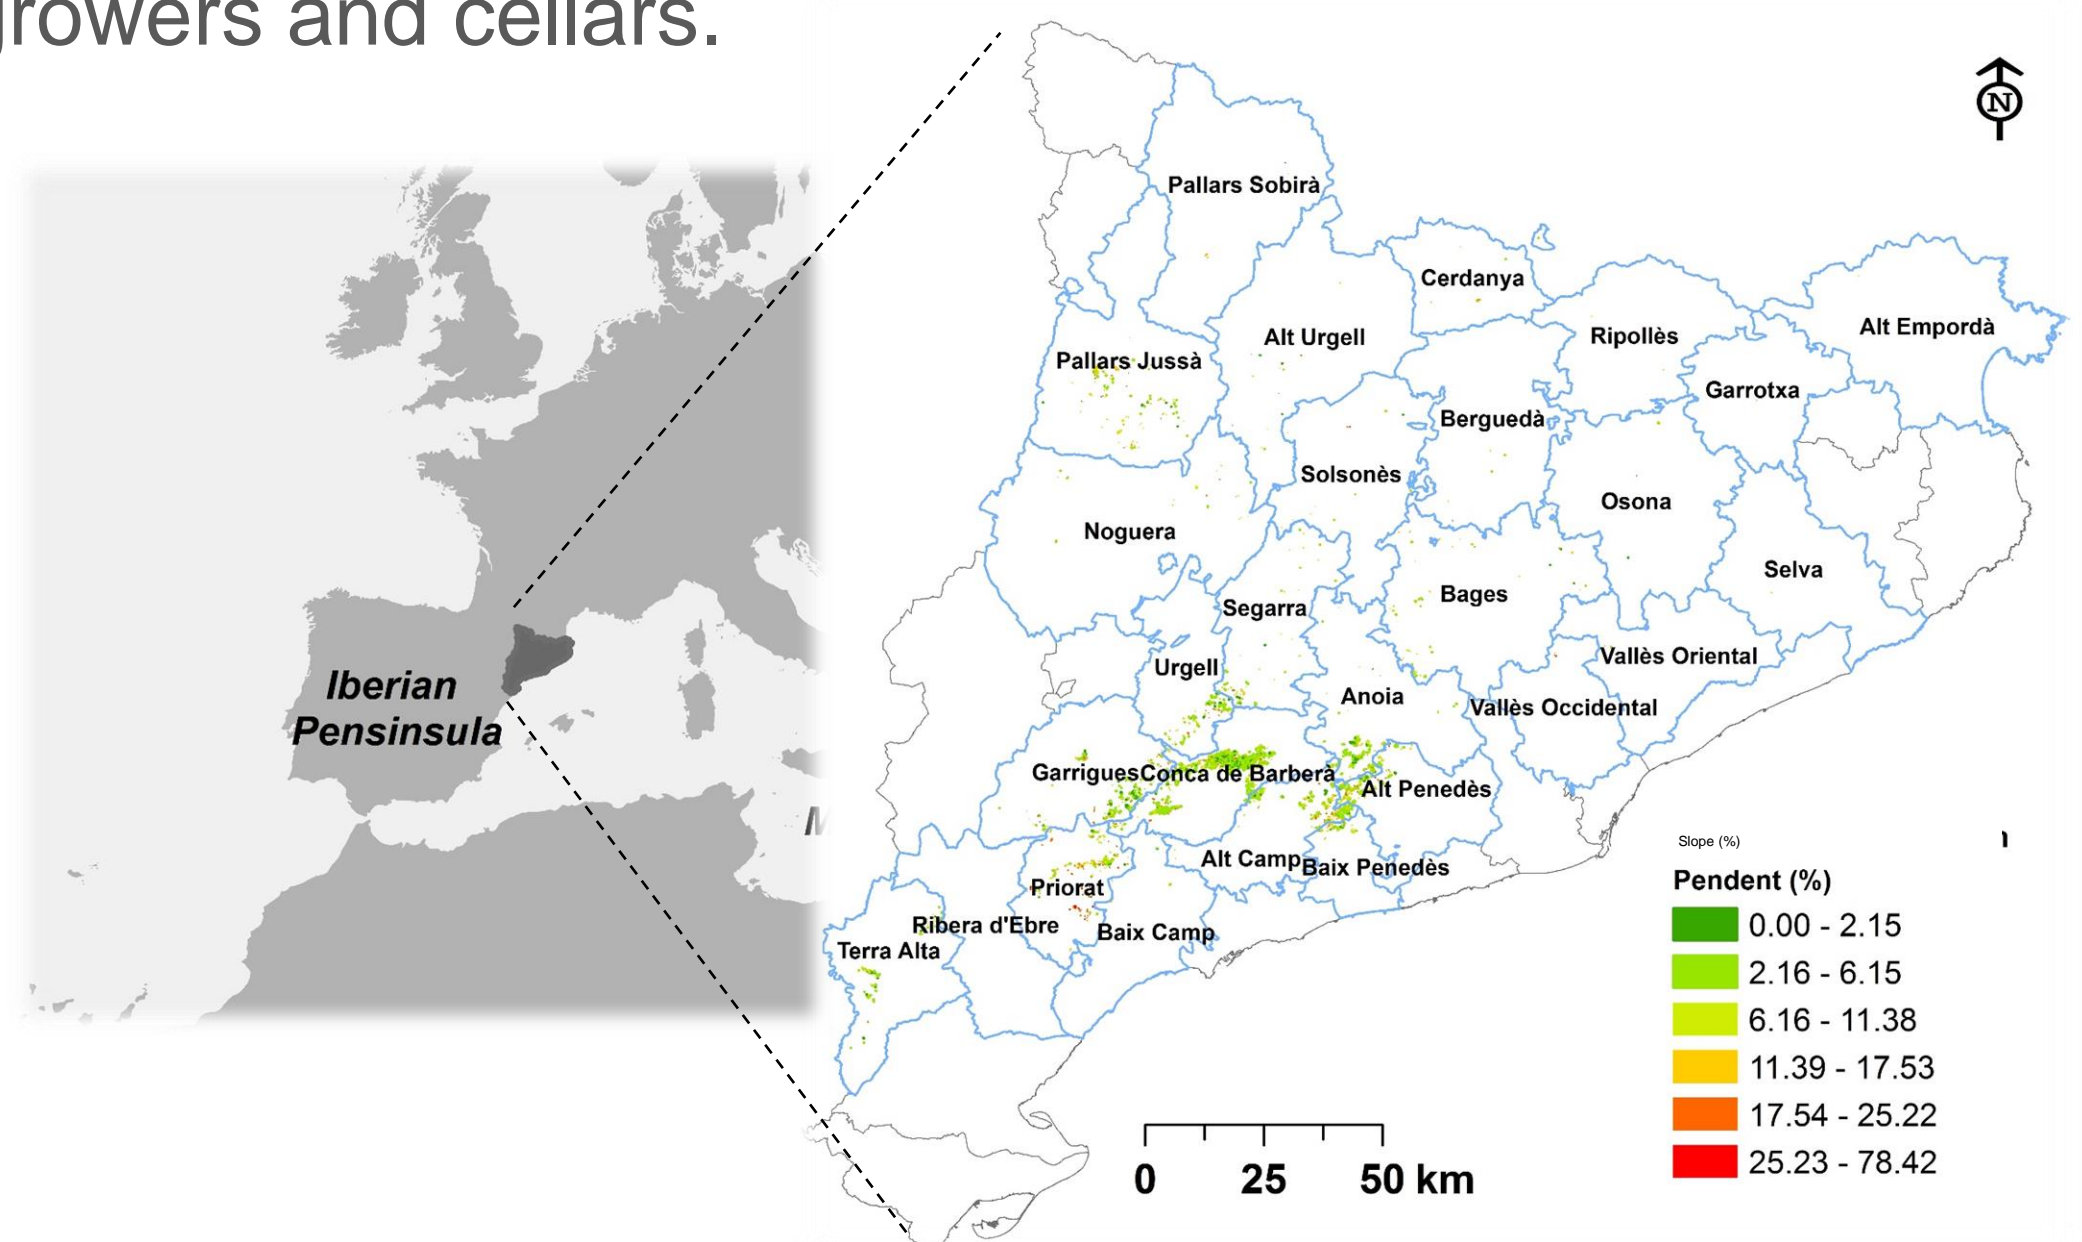 growers and cellars.
N
Pallars Sobirà
Cerdanya
Alt Urgell
Ripollès
Alt Empordà
Pallars Jussà
Garrotxa
Berguedà
Solsonès
Osona
Noguera
Selva
Bages
Segarra
Vallès Oriental
Urgell
Anoia
Vallès Occidental
Iberian
Pensinsula
Garrigues
Conca de Barberà
Alt Penedès
M
Alt Camp
Baix Penedès
Priorat
Ribera d'Ebre
Baix Camp
Terra Alta
Slope (%)
Pendent (%)
0.00 - 2.15
2.16 - 6.15
6.16 - 11.38
11.39 - 17.53
17.54 - 25.22
25.23 - 78.42
0 25 50 km